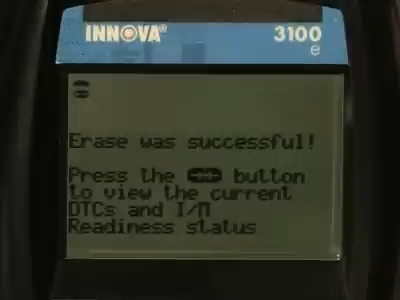 INNOVA® 3100
e
Erase was successful!
Press the button
to view the current
DTCs and I/M
Readiness status